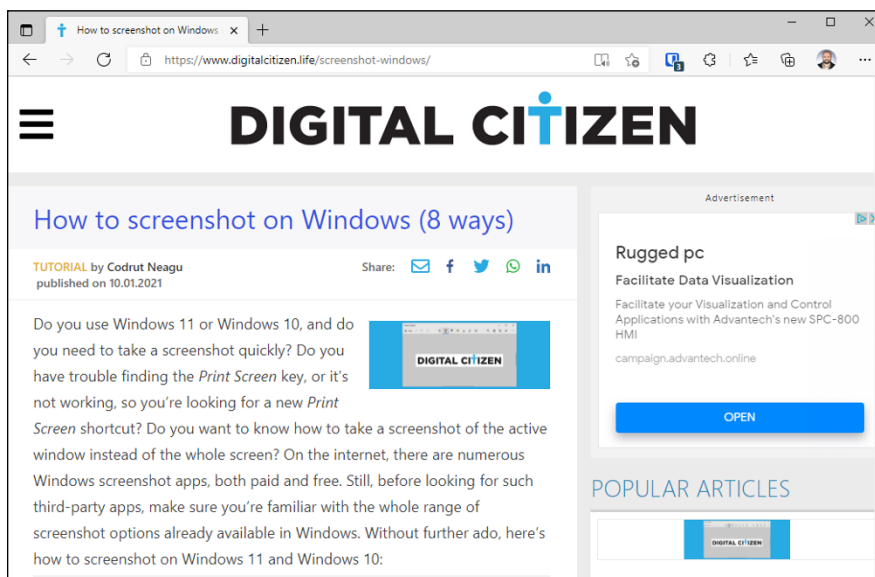 How to screenshot on Windows
https://www.digitalcitizen.life/screenshot-windows/
3
DIGITAL CITIZEN
How to screenshot on Windows (8 ways)
TUTORIAL by Codrut Neagu
published on 10.01.2021
Share:
Do you use Windows 11 or Windows 10, and do
you need to take a screenshot quickly? Do you
have trouble finding the Print Screen key, or it's
not working, so you're looking for a new Print
Screen shortcut? Do you want to know how to take a screenshot of the active
window instead of the whole screen? On the internet, there are numerous
Windows screenshot apps, both paid and free. Still, before looking for such
third-party apps, make sure you're familiar with the whole range of
screenshot options already available in Windows. Without further ado, here's
how to screenshot on Windows 11 and Windows 10:
DIGITAL CITIZEN
Advertisement
Rugged pc
Facilitate Data Visualization
Facilitate your Visualization and Control
Applications with Advantech's new SPC-800
HMI
campaign.advantech.online
OPEN
POPULAR ARTICLES
DIGITAL CITIZEN